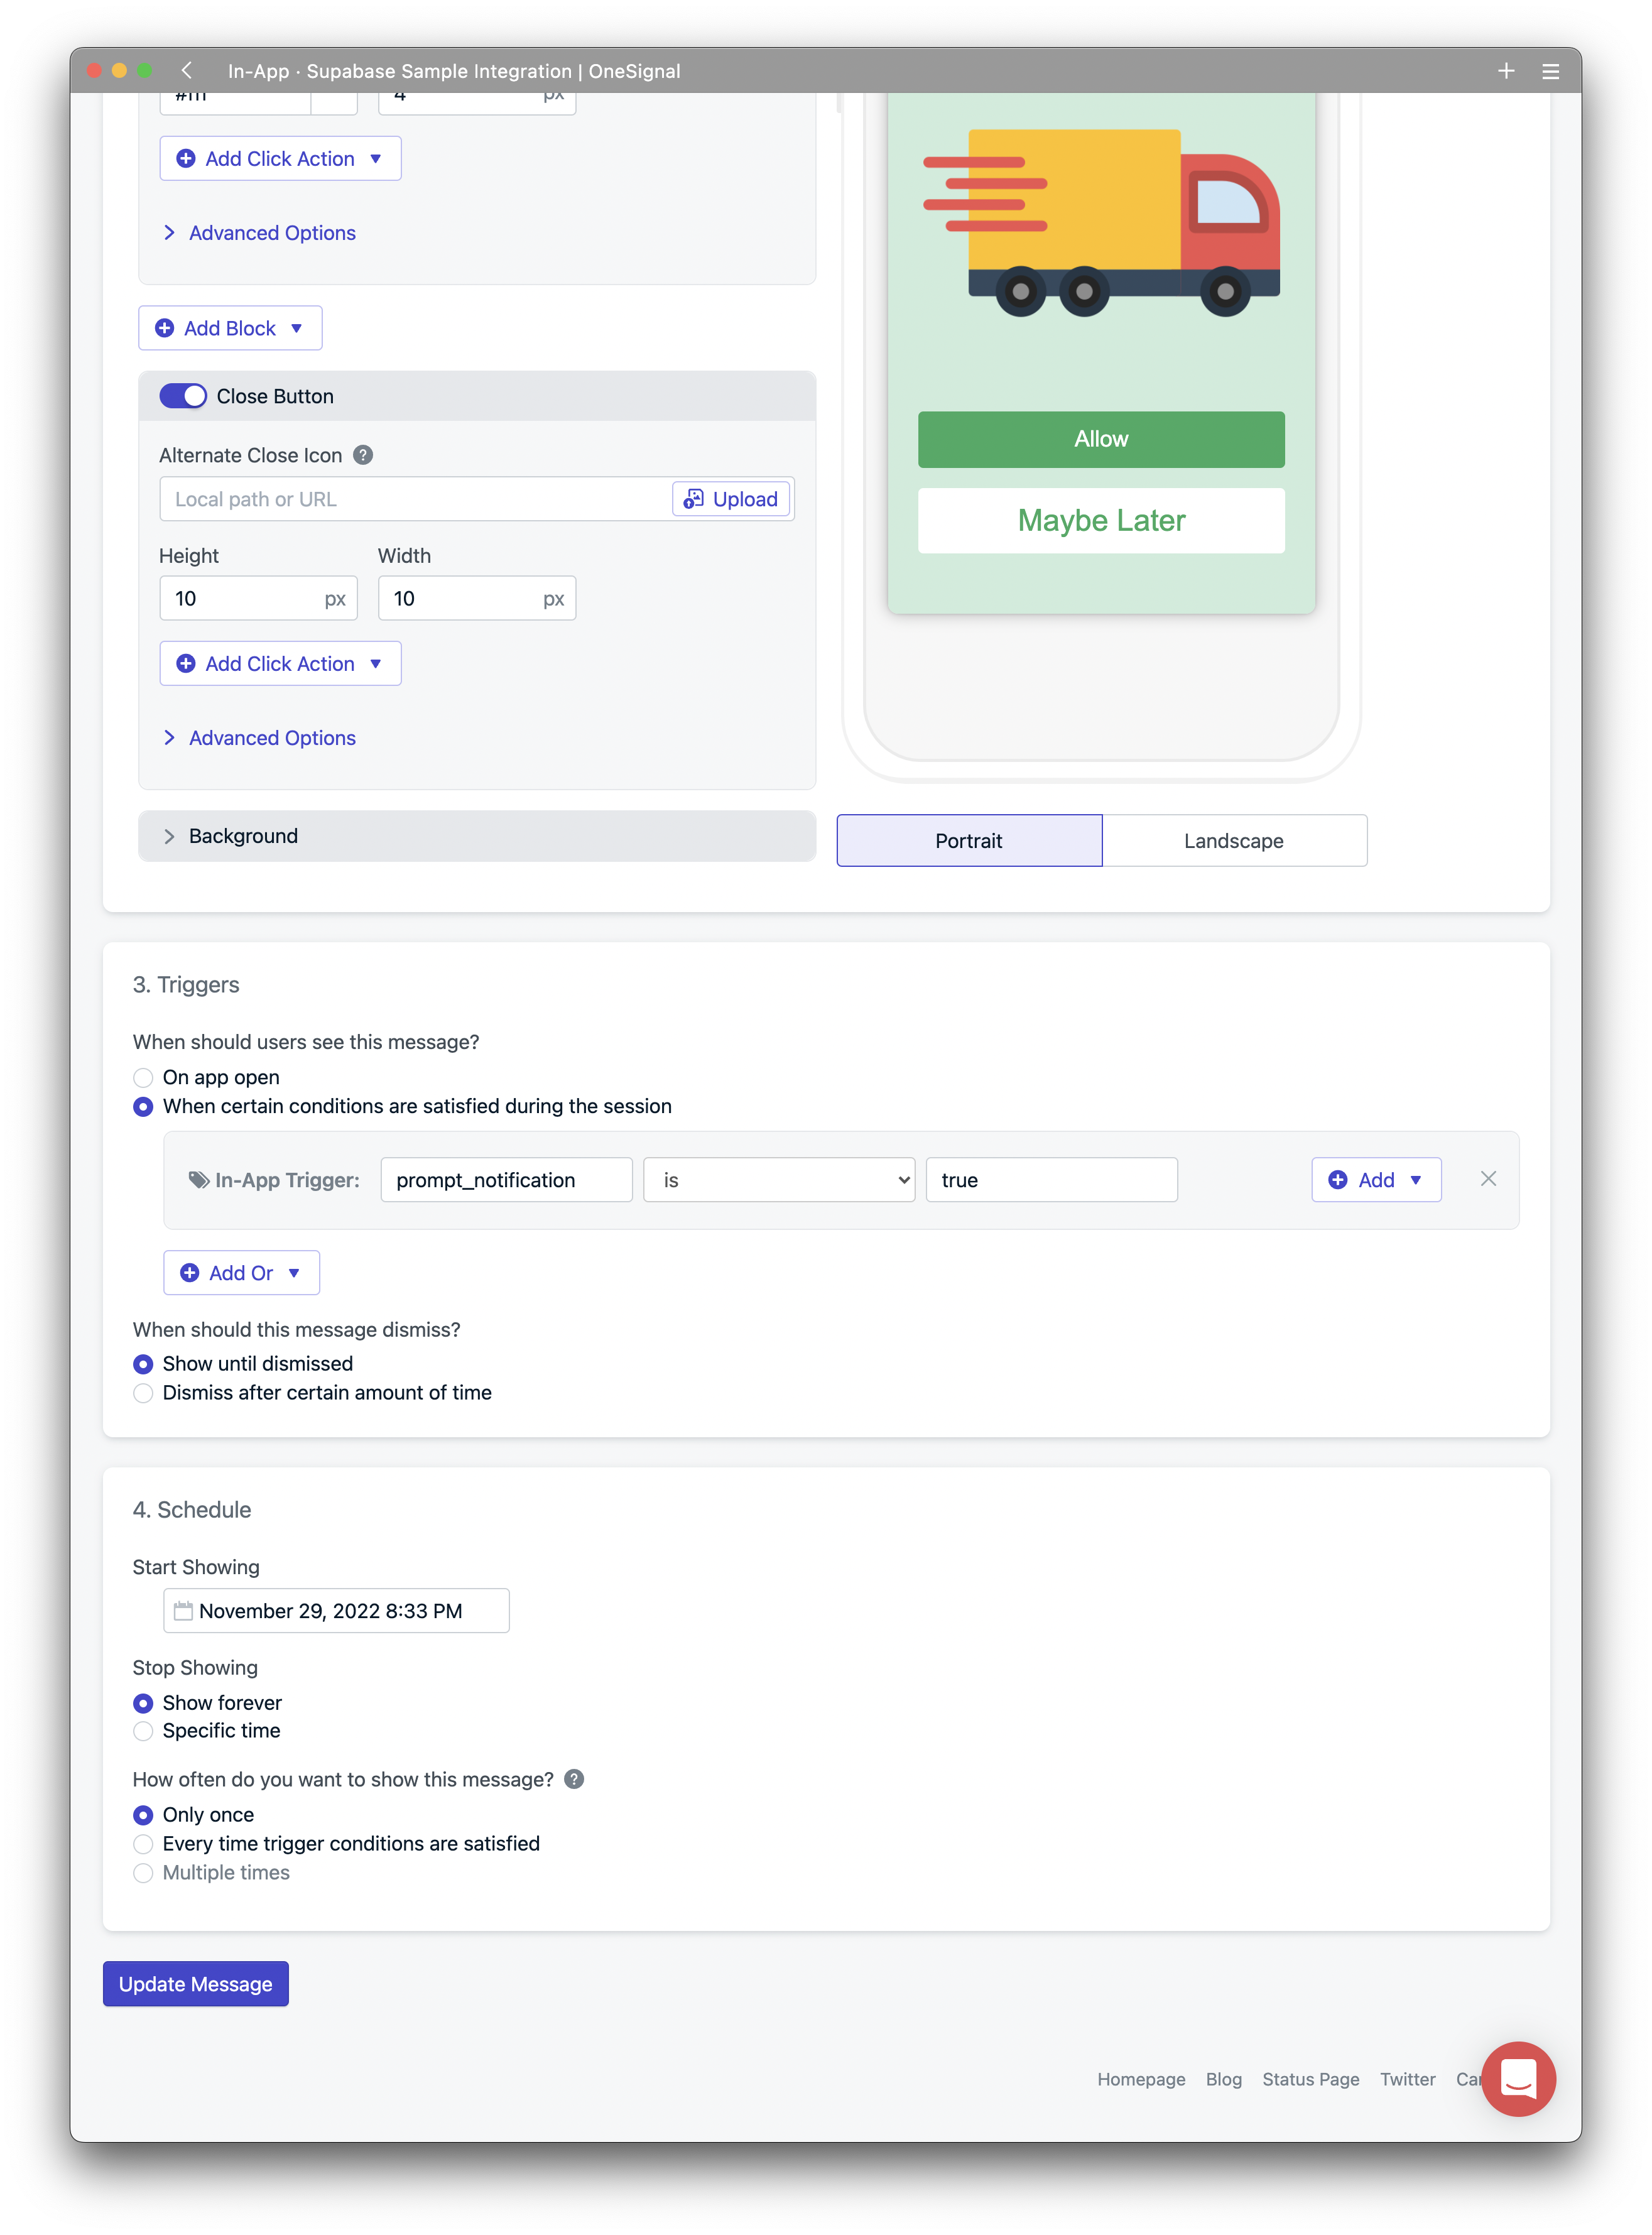 In-App · Supabase Sample Integration | OneSignal
4 px
Add Click Action
Advanced Options
Add Block
Close Button
Alternate Close Icon ?
Local path or URL Upload
Height Width
10 px 10 px
Add Click Action
Advanced Options
Background
Allow
Maybe Later
Portrait Landscape
3. Triggers
When should users see this message?
On app open
When certain conditions are satisfied during the session
In-App Trigger: prompt_notification is true Add
Add Or
When should this message dismiss?
Show until dismissed
Dismiss after certain amount of time
4. Schedule
Start Showing
November 29, 2022 8:33 PM
Stop Showing
Show forever
Specific time
How often do you want to show this message? ?
Only once
Every time trigger conditions are satisfied
Multiple times
Update Message
Homepage Blog Status Page Twitter